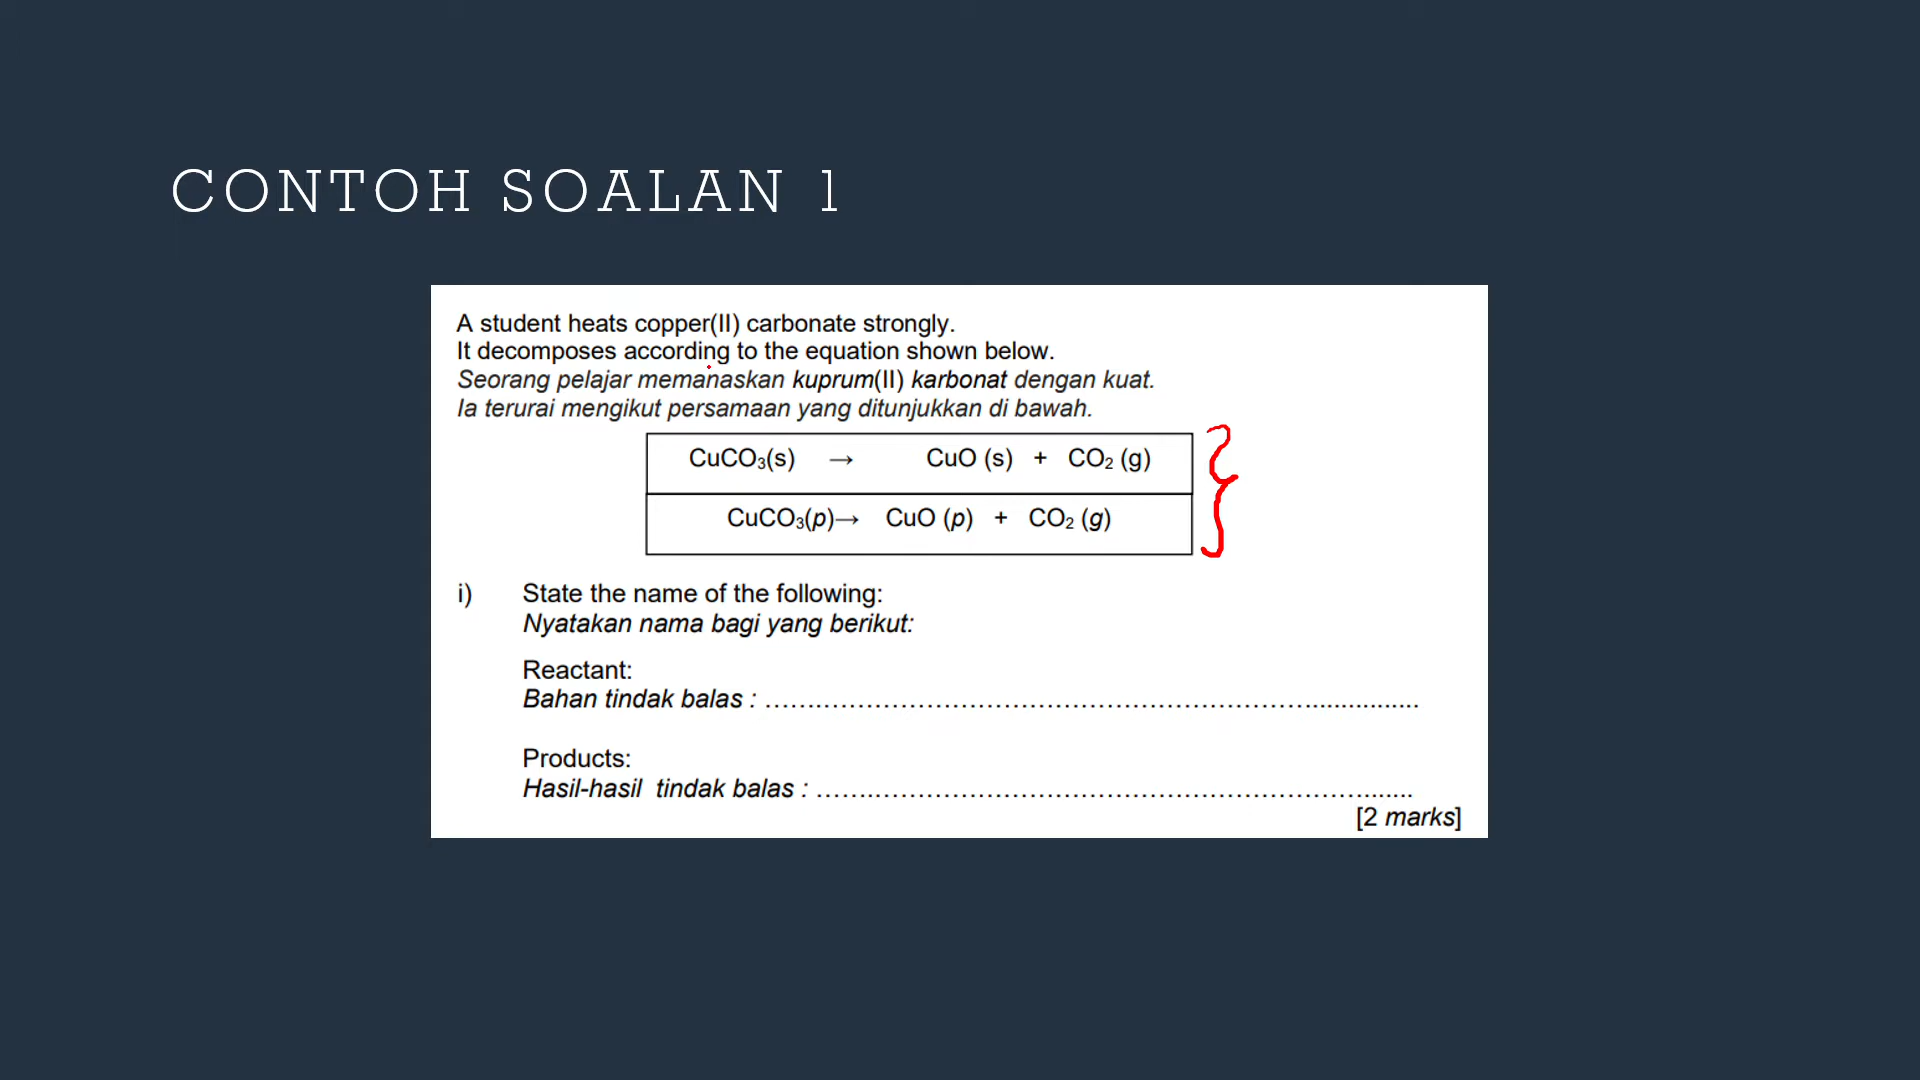 CONTOH SOALAN 1
A student heats copper(II) carbonate strongly.
It decomposes according to the equation shown below.
Seorang pelajar memanaskan kuprum(II) karbonat dengan kuat.
Ia terurai mengikut persamaan yang ditunjukkan di bawah.
CuCO₃(s) → CuO (s) + CO₂ (g)
CuCO₃(p)→ CuO (p) + CO₂ (g)
i) State the name of the following:
Nyatakan nama bagi yang berikut:
Reactant:
Bahan tindak balas : ……………………………………………………................
Products:
Hasil-hasil tindak balas : …………………………………………………….......
[2 marks]